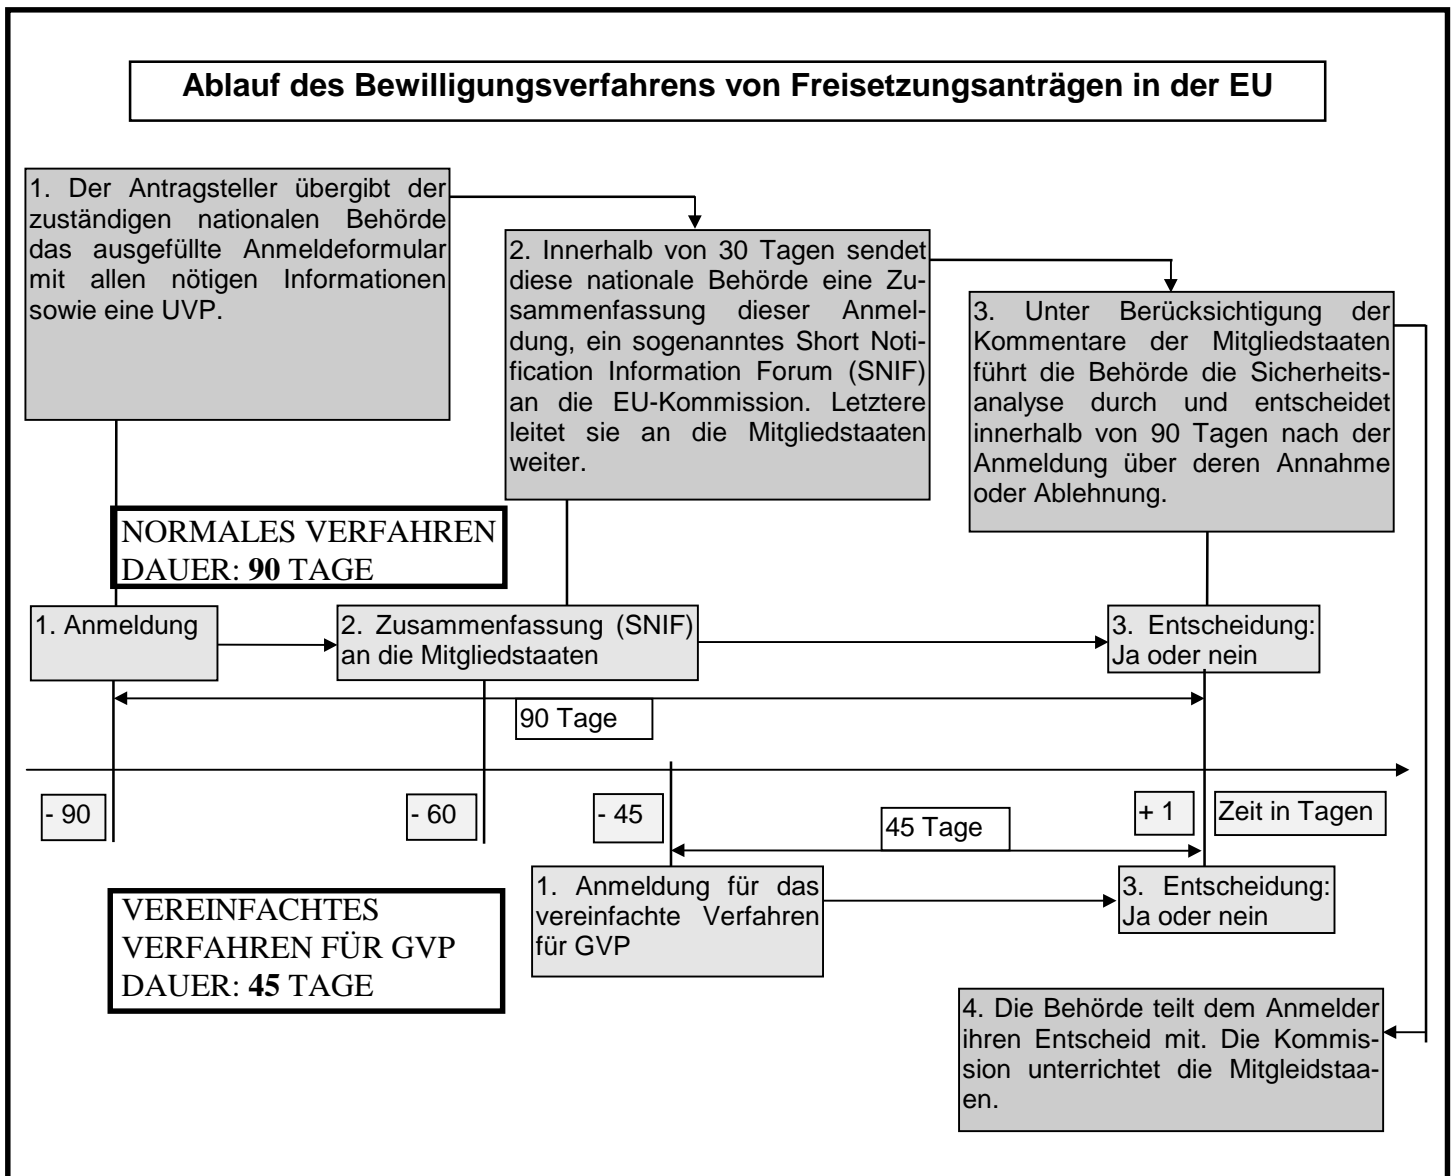 Ablauf des Bewilligungsverfahrens von Freisetzungsanträgen in der EU
1. Der Antragsteller übergibt der
zuständigen nationalen Behörde
das ausgefüllte Anmeldeformular
mit allen nötigen Informationen
sowie eine UVP.
2. Innerhalb von 30 Tagen sendet
diese nationale Behörde eine Zu-
sammenfassung dieser Anmel-
dung, ein sogenanntes Short Noti-
fication Information Forum (SNIF)
an die EU-Kommission. Letztere
leitet sie an die Mitgliedstaaten
weiter.
3. Unter Berücksichtigung der
Kommentare der Mitgliedstaaten
führt die Behörde die Sicherheits-
analyse durch und entscheidet
innerhalb von 90 Tagen nach der
Anmeldung über deren Annahme
oder Ablehnung.
NORMALES VERFAHREN
DAUER: 90 TAGE
1. Anmeldung
2. Zusammenfassung (SNIF)
an die Mitgliedstaaten
3. Entscheidung:
Ja oder nein
90 Tage
- 90
- 60
- 45
45 Tage
+ 1
Zeit in Tagen
VEREINFACHTES
VERFAHREN FÜR GVP
DAUER: 45 TAGE
1. Anmeldung für das
vereinfachte Verfahren
für GVP
3. Entscheidung:
Ja oder nein
4. Die Behörde teilt dem Anmelder
ihren Entscheid mit. Die Kommis-
sion unterrichtet die Mitgleidstaa-
en.